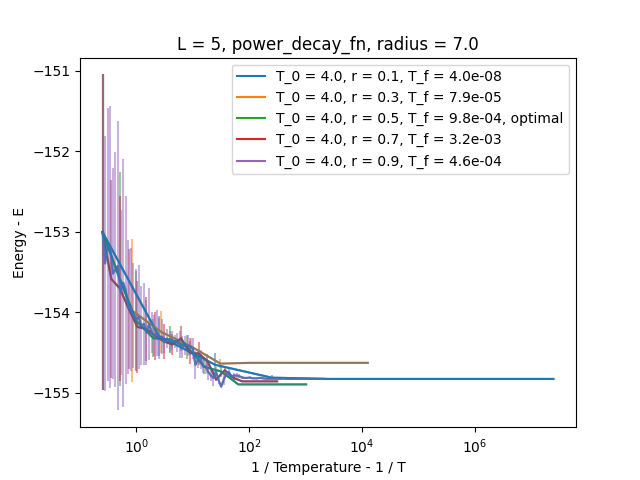 L = 5, power_decay_fn, radius = 7.0
T_0 = 4.0, r = 0.1, T_f = 4.0e-08
T_0 = 4.0, r = 0.3, T_f = 7.9e-05
T_0 = 4.0, r = 0.5, T_f = 9.8e-04, optimal
T_0 = 4.0, r = 0.7, T_f = 3.2e-03
T_0 = 4.0, r = 0.9, T_f = 4.6e-04
Energy - E
−151
−152
−153
−154
−155
10⁰ 10² 10⁴ 10⁶
1 / Temperature - 1 / T